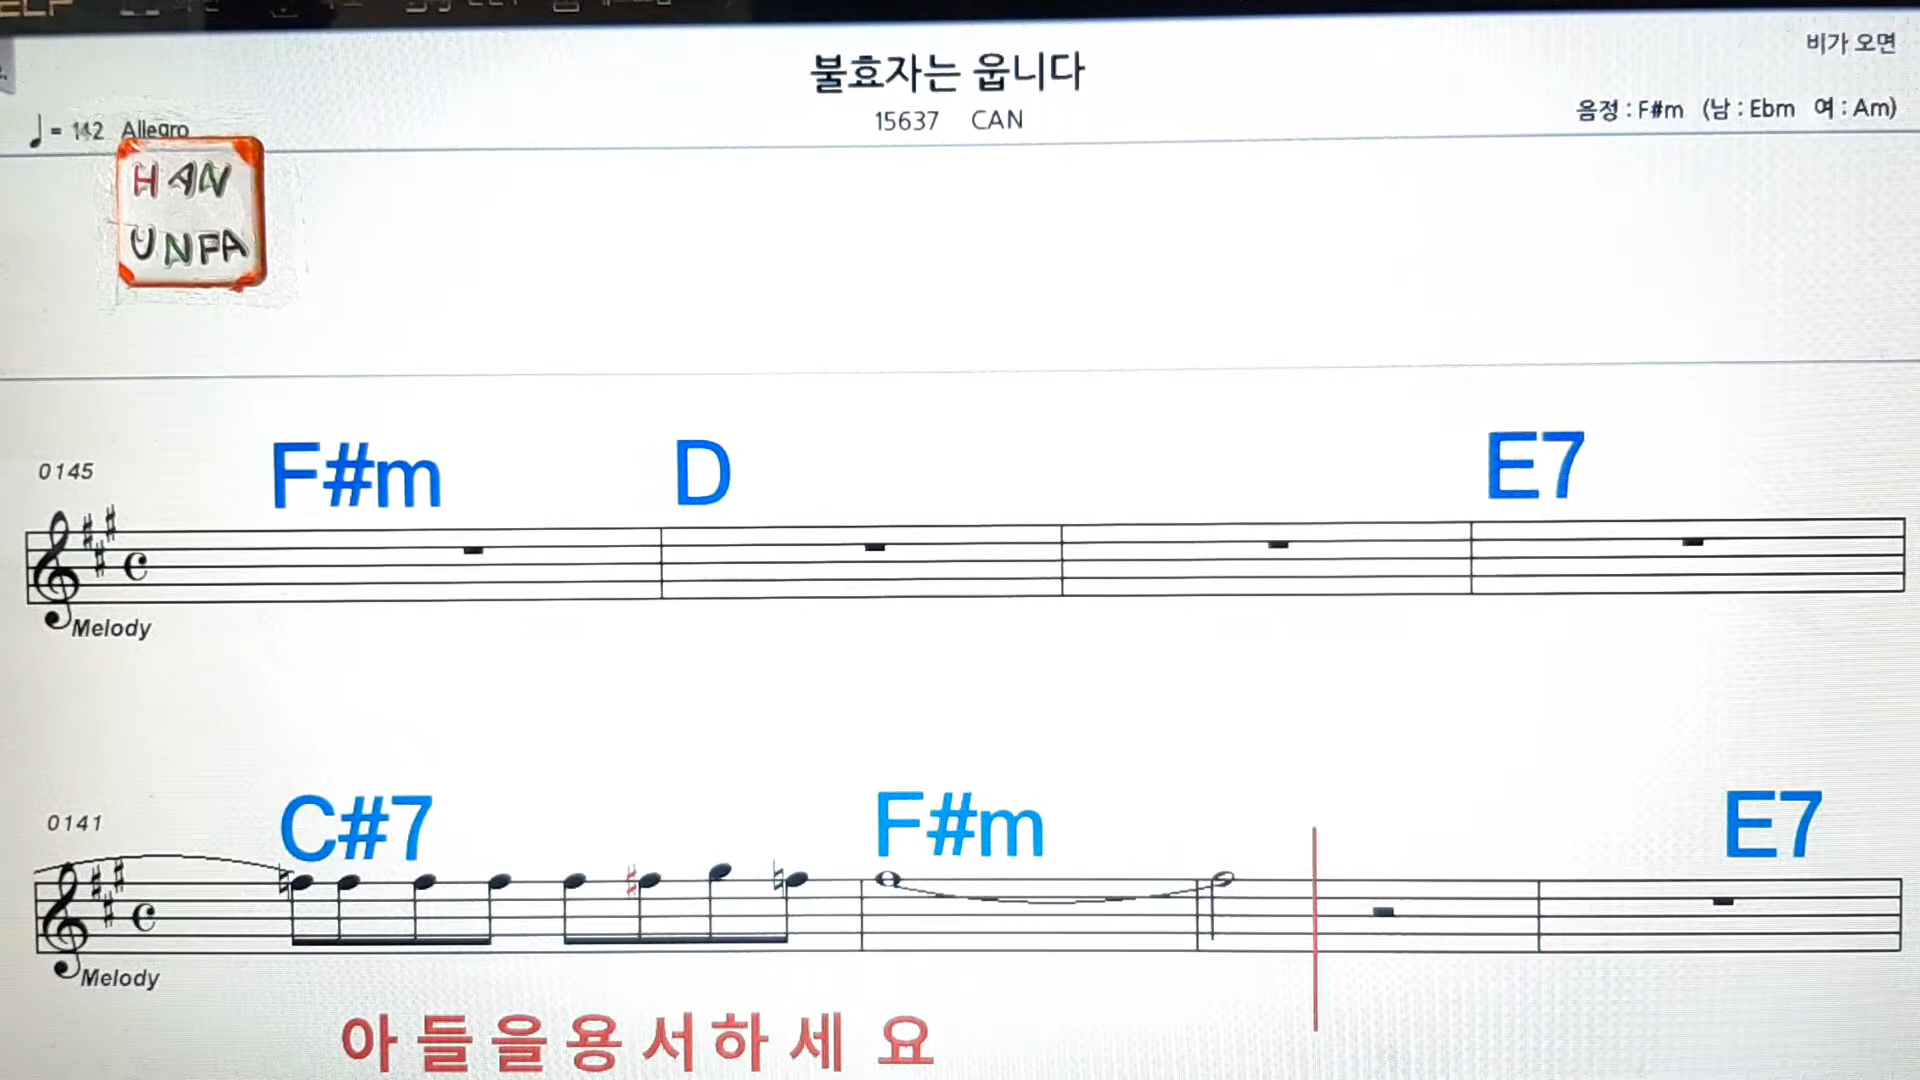 불효자는 웁니다
비가 오면
15637 CAN
음정 : F#m (남 : Ebm 여 : Am)
= 142 Allegro
HAN
UNFA
F#m D E7
0145
Melody
C#7 F#m E7
0141
Melody
아들을용서하세요